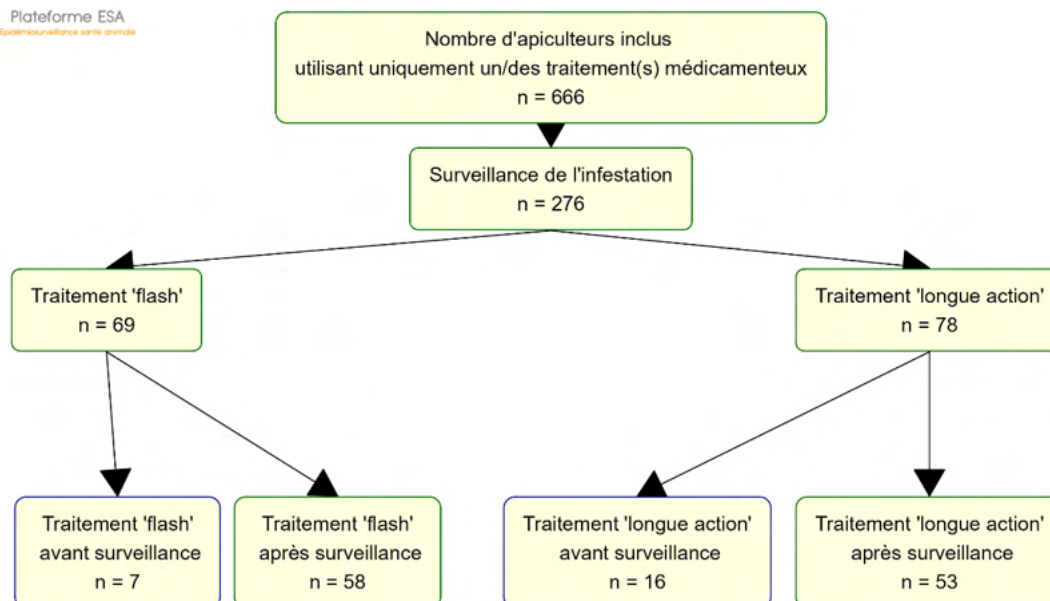 Plateforme ESA
Epidémiosurveillance santé animale
Nombre d'apiculteurs inclus
utilisant uniquement un/des traitement(s) médicamenteux
n = 666
Surveillance de l'infestation
n = 276
Traitement 'flash'
n = 69
Traitement 'longue action'
n = 78
Traitement 'flash'
avant surveillance
n = 7
Traitement 'flash'
après surveillance
n = 58
Traitement 'longue action'
avant surveillance
n = 16
Traitement 'longue action'
après surveillance
n = 53